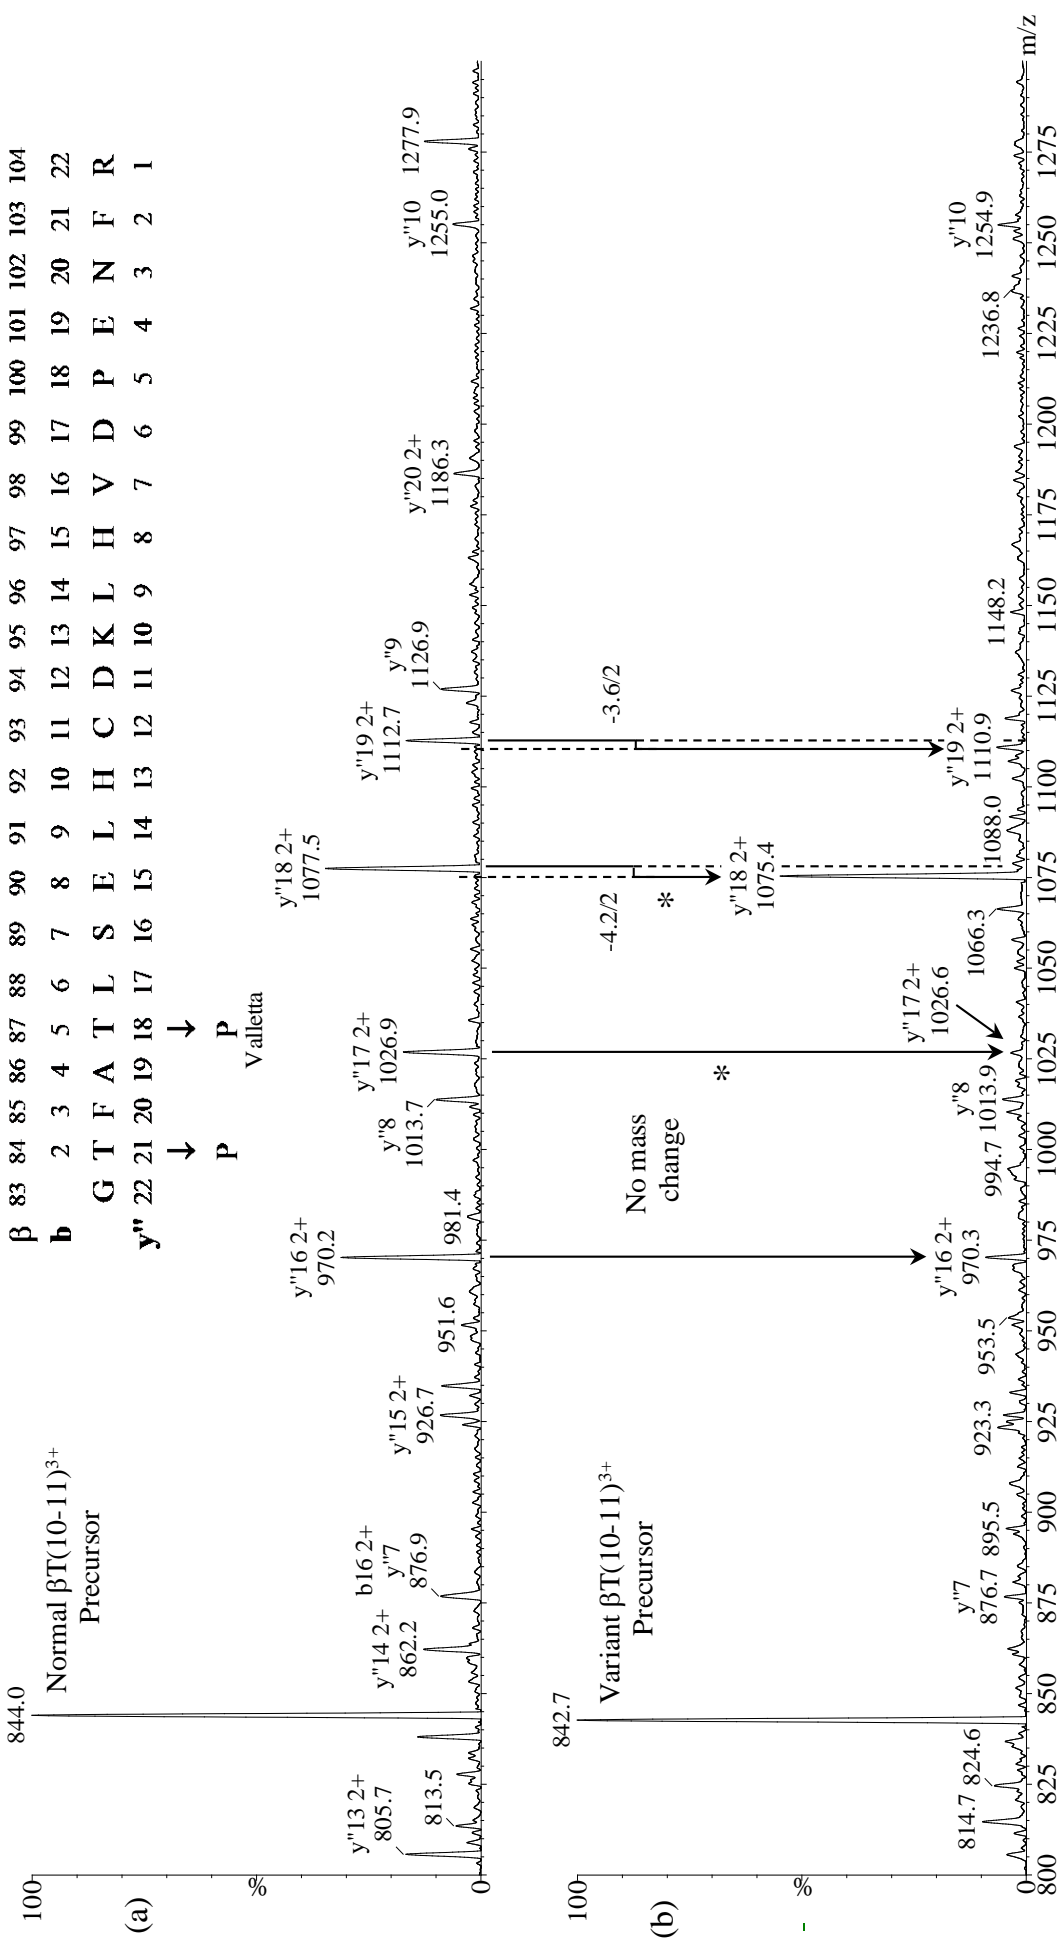 β 83 84 85 86 87 88 89 90 91 92 93 94 95 96 97 98 99 100 101 102 103 104
b 2 3 4 5 6 7 8 9 10 11 12 13 14 15 16 17 18 19 20 21 22
G T F A T L S E L H C D K L H V D P E N F R
y" 22 21 20 19 18 17 16 15 14 13 12 11 10 9 8 7 6 5 4 3 2 1
↓ ↓
P P
Valletta
(a)
100
%
0
Normal βT(10-11)³⁺
Precursor
844.0
y"13 2+
805.7
813.5
y"14 2+
862.2
b16 2+
y"7
876.9
y"15 2+
926.7
951.6
y"16 2+
970.2
981.4
y"8
1013.7
y"17 2+
1026.9
y"18 2+
1077.5
y"19 2+
1112.7
y"9
1126.9
y"20 2+
1186.3
y"10
1255.0
1277.9
No mass
change
*
-4.2/2
*
-3.6/2
(b)
100
%
0
Variant βT(10-11)³⁺
Precursor
842.7
814.7
824.6
y"7
876.7
895.5
923.3
953.5
y"16 2+
970.3
994.7
y"8
1013.9
y"17 2+
1026.6
1066.3
y"18 2+
1075.4
1088.0
y"19 2+
1110.9
1148.2
1236.8
y"10
1254.9
800 825 850 875 900 925 950 975 1000 1025 1050 1075 1100 1125 1150 1175 1200 1225 1250 1275 m/z